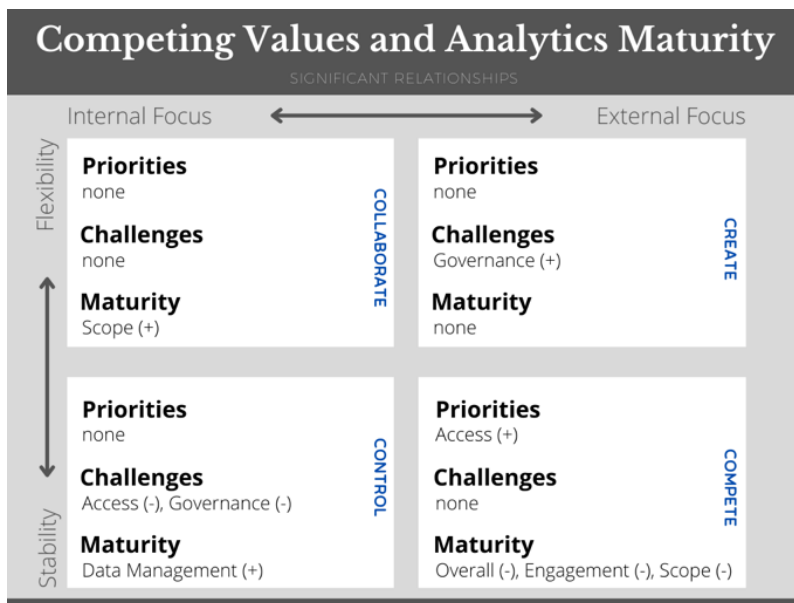 Competing Values and Analytics Maturity
SIGNIFICANT RELATIONSHIPS
Internal Focus
External Focus
Flexibility
Priorities
none
Challenges
none
Maturity
Scope (+)
COLLABORATE
Priorities
none
Challenges
Governance (+)
Maturity
none
CREATE
Stability
Priorities
none
Challenges
Access (-), Governance (-)
Maturity
Data Management (+)
CONTROL
Priorities
Access (+)
Challenges
none
Maturity
Overall (-), Engagement (-), Scope (-)
COMPETE